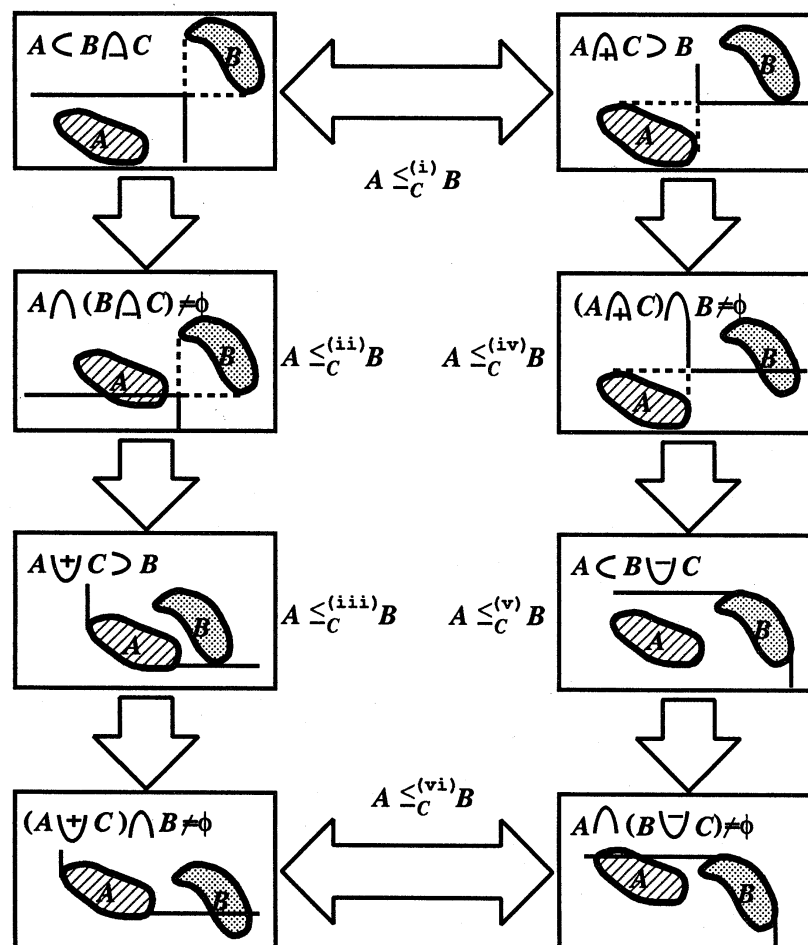 A ⊂ B ∩₋ C
B
A
A ∩₊ C ⊃ B
B
A
A ≤_C^(i) B
A ∩ (B ∩₋ C) ≠ ϕ
B
A
A ≤_C^(ii) B
A ≤_C^(iv) B
(A ∩₊ C) ∩ B ≠ ϕ
B
A
A ⊎ C ⊃ B
B
A
A ≤_C^(iii) B
A ≤_C^(v) B
A ⊂ B ⩁ C
B
A
A ≤_C^(vi) B
(A ⊎ C) ∩ B ≠ ϕ
A
B
A ∩ (B ⩁ C) ≠ ϕ
A
B